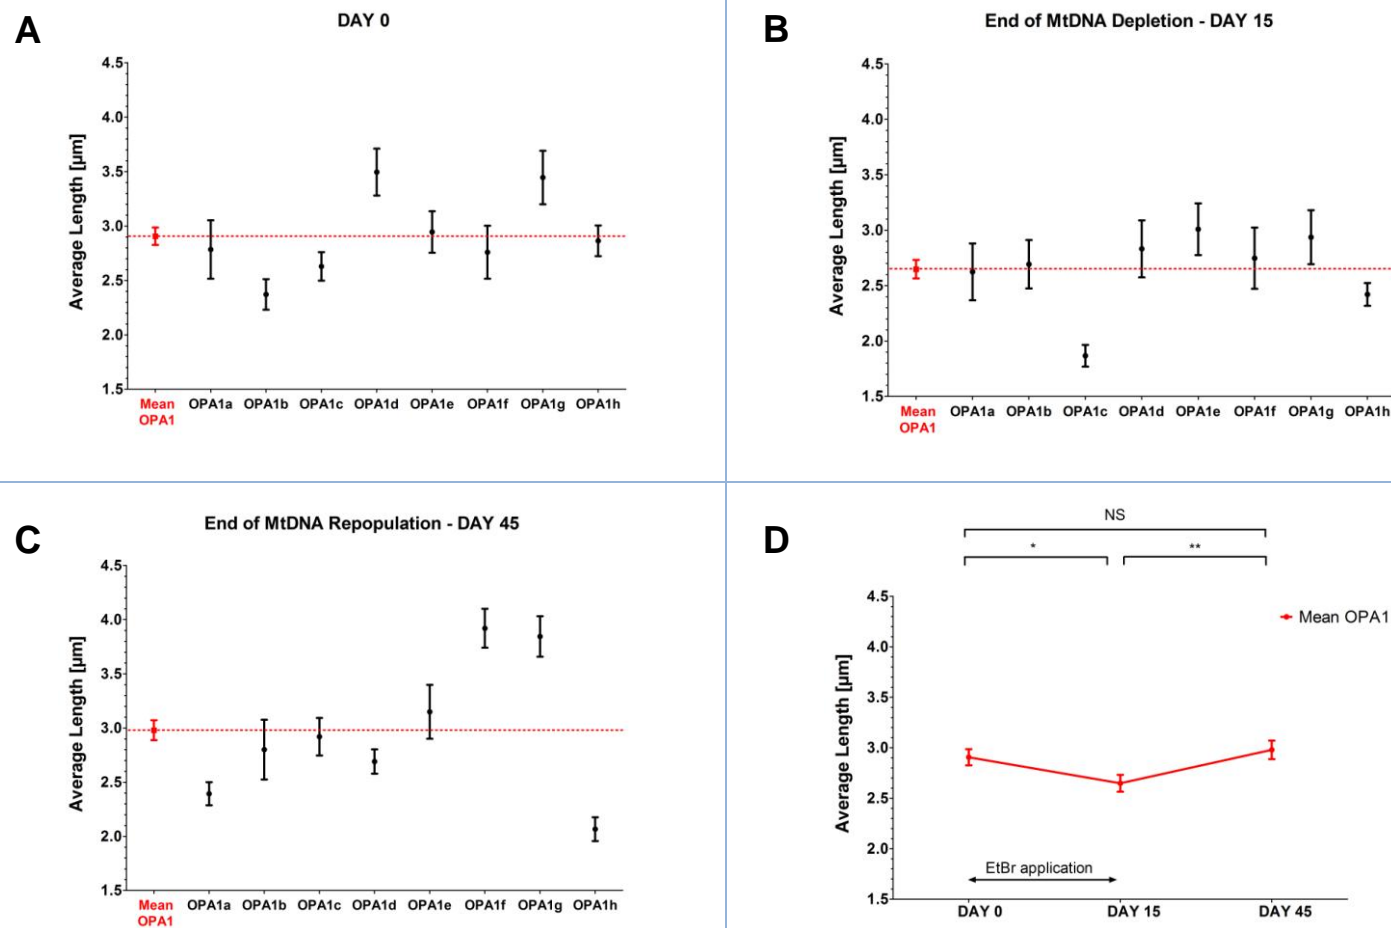 A
DAY 0
Average Length [µm]
4.5
4.0
3.5
3.0
2.5
2.0
1.5
Mean OPA1a OPA1b OPA1c OPA1d OPA1e OPA1f OPA1g OPA1h
OPA1
B
End of MtDNA Depletion - DAY 15
Average Length [µm]
4.5
4.0
3.5
3.0
2.5
2.0
1.5
Mean OPA1a OPA1b OPA1c OPA1d OPA1e OPA1f OPA1g OPA1h
OPA1
C
End of MtDNA Repopulation - DAY 45
Average Length [µm]
4.5
4.0
3.5
3.0
2.5
2.0
1.5
Mean OPA1a OPA1b OPA1c OPA1d OPA1e OPA1f OPA1g OPA1h
OPA1
D
NS
* **
Average Length [µm]
4.5
4.0
3.5
3.0
2.5
2.0
1.5
Mean OPA1
EtBr application
DAY 0 DAY 15 DAY 45